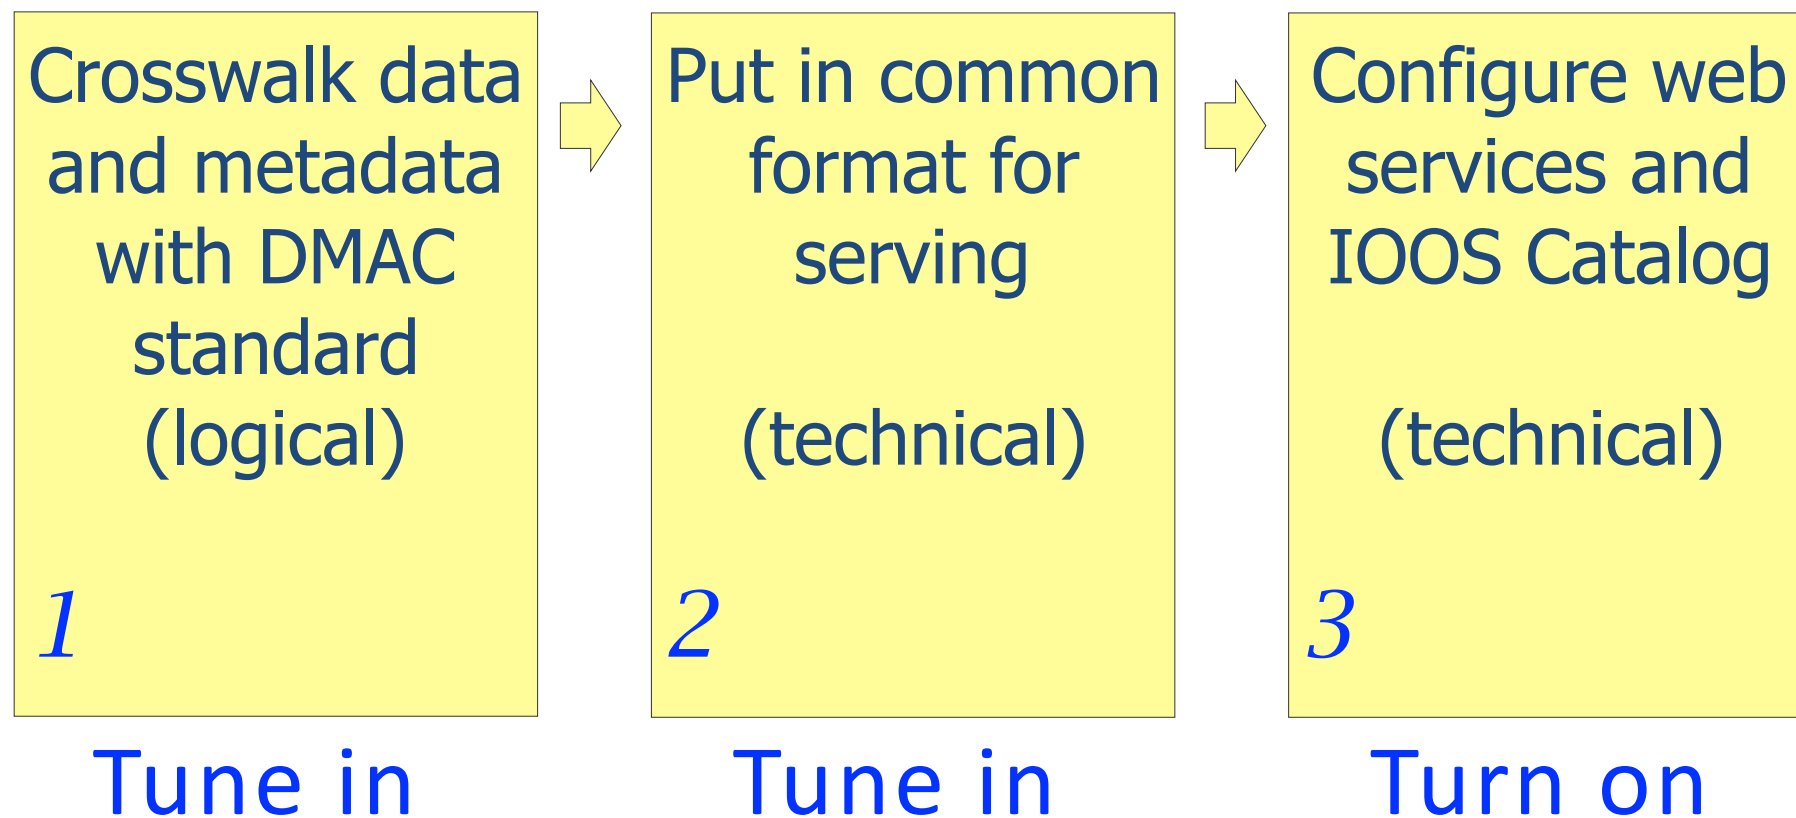 Crosswalk data
and metadata
with DMAC
standard
(logical)
1
Tune in
Put in common
format for
serving
(technical)
2
Tune in
Configure web
services and
IOOS Catalog
(technical)
3
Turn on